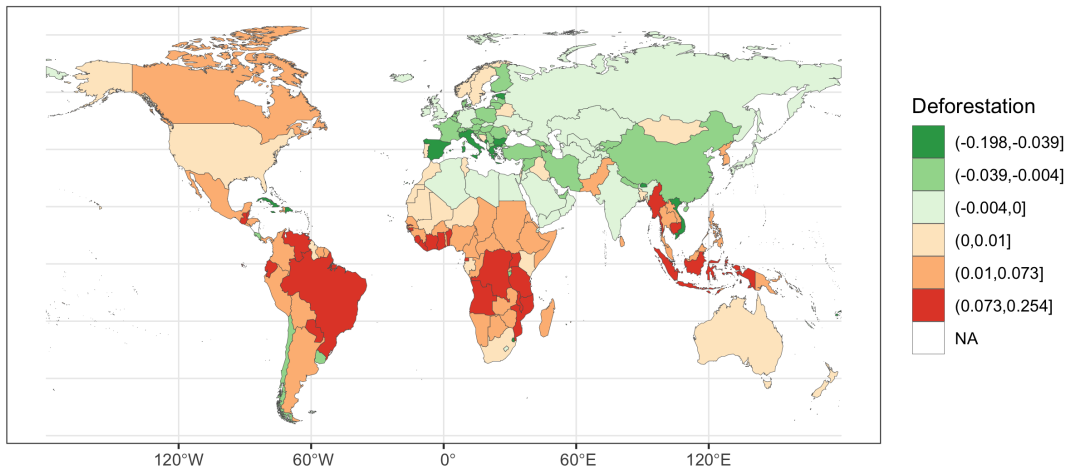 Deforestation
(-0.198,-0.039]
(-0.039,-0.004]
(-0.004,0]
(0,0.01]
(0.01,0.073]
(0.073,0.254]
NA
120°W 60°W 0° 60°E 120°E